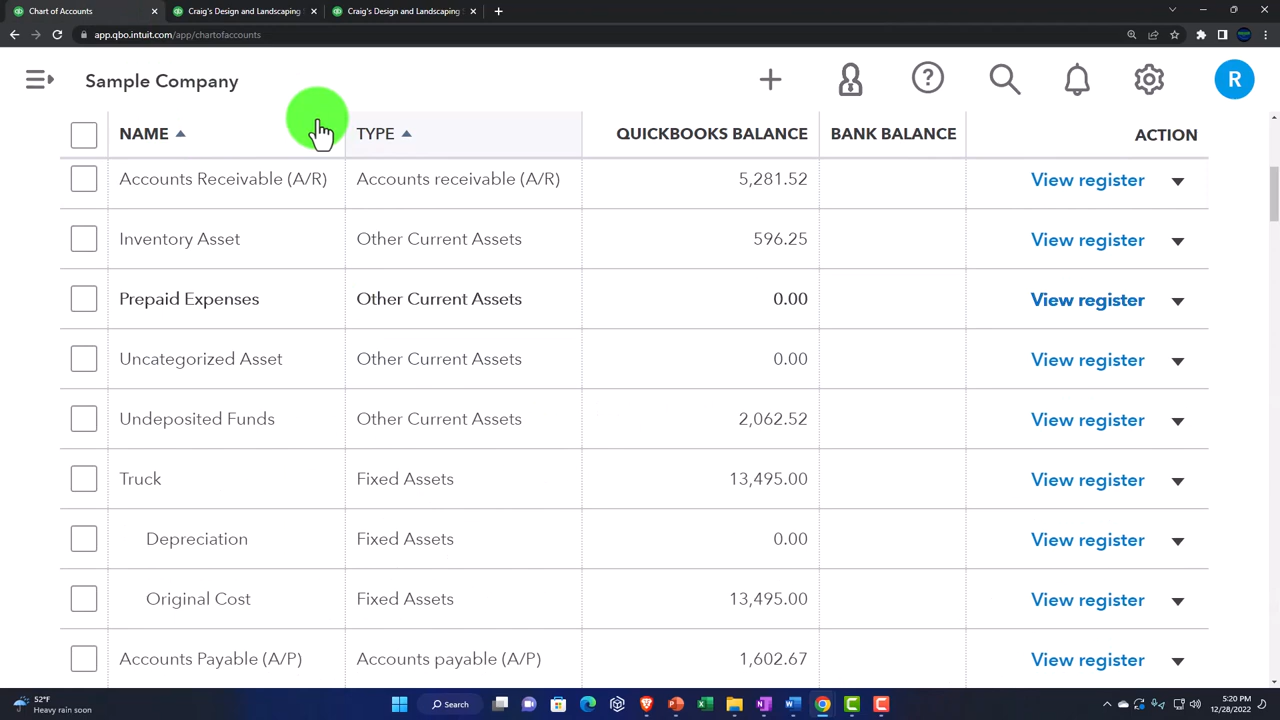 Chart of Accounts
Craig's Design and Landscaping
Craig's Design and Landscaping
app.qbo.intuit.com/app/chartofaccounts
Sample Company
R
NAME TYPE QUICKBOOKS BALANCE BANK BALANCE ACTION
Accounts Receivable (A/R) Accounts receivable (A/R) 5,281.52 View register
Inventory Asset Other Current Assets 596.25 View register
Prepaid Expenses Other Current Assets 0.00 View register
Uncategorized Asset Other Current Assets 0.00 View register
Undeposited Funds Other Current Assets 2,062.52 View register
Truck Fixed Assets 13,495.00 View register
Depreciation Fixed Assets 0.00 View register
Original Cost Fixed Assets 13,495.00 View register
Accounts Payable (A/P) Accounts payable (A/P) 1,602.67 View register
52°F
Heavy rain soon
Search
5:20 PM
12/28/2022